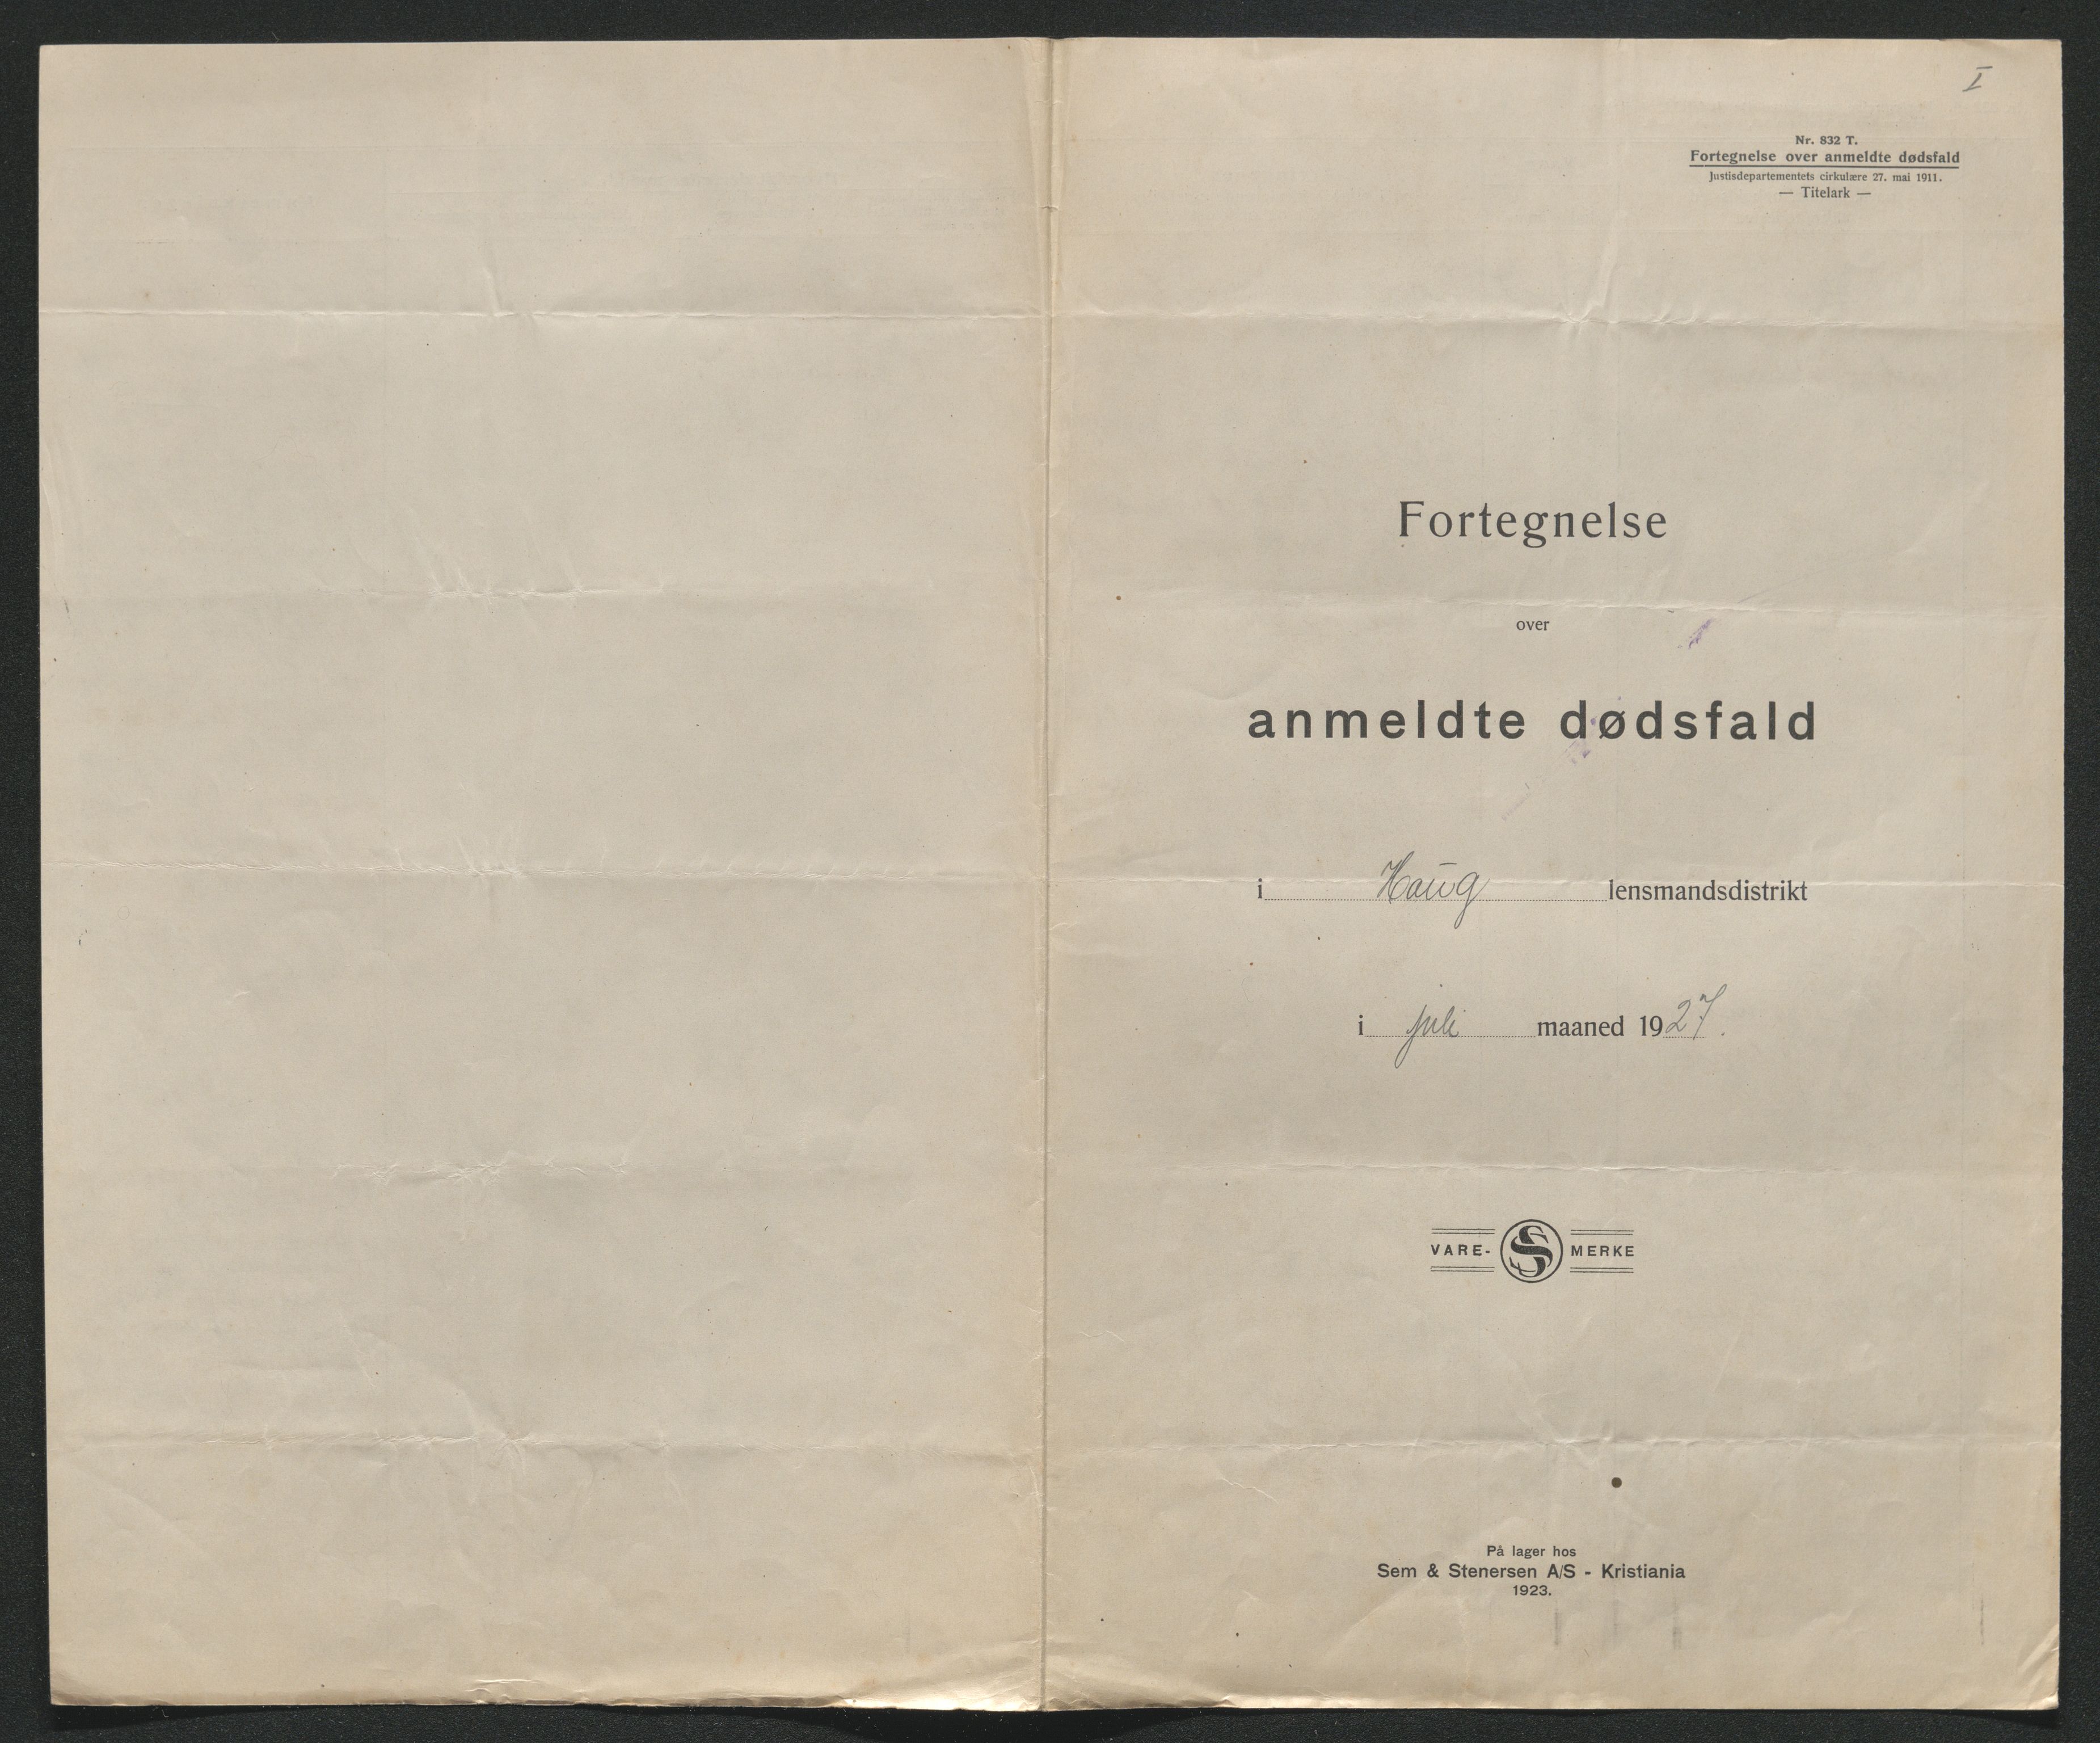 I
Nr. 832 T.
Fortegnelse over anmeldte dødsfald
Justisdepartementets cirkulære 27. mai 1911.
— Titelark —
Fortegnelse
over
anmeldte dødsfald
i Haug lensmandsdistrikt
i juli maaned 1927.
VARE- SS MERKE
På lager hos
Sem & Stenersen A/S - Kristiania
1923.